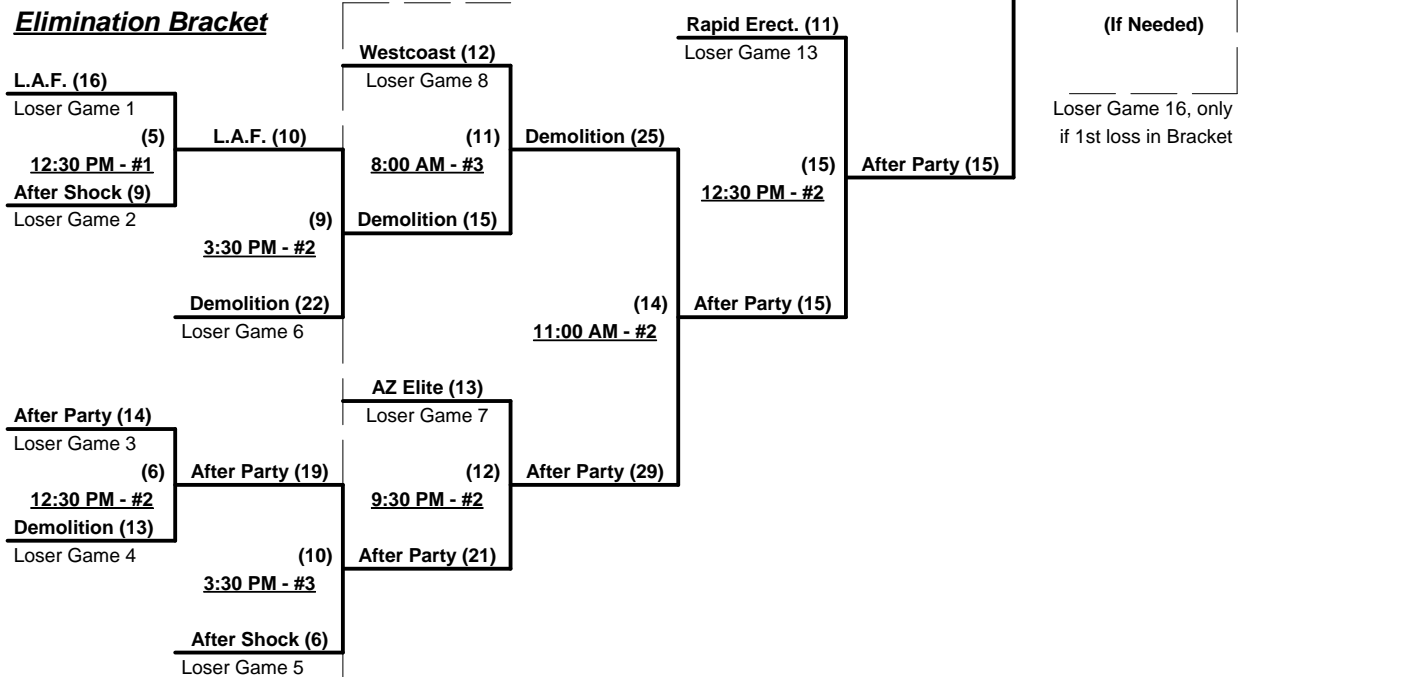 Elimination Bracket
Rapid Erect. (11)
(If Needed)
Westcoast (12)
Loser Game 13
L.A.F. (16)
Loser Game 8
Loser Game 1
Loser Game 16, only
(5)
L.A.F. (10)
(11)
Demolition (25)
if 1st loss in Bracket
12:30 PM - #1
8:00 AM - #3
(15)
After Party (15)
After Shock (9)
12:30 PM - #2
Loser Game 2
(9)
Demolition (15)
3:30 PM - #2
Demolition (22)
(14)
After Party (15)
Loser Game 6
11:00 AM - #2
AZ Elite (13)
After Party (14)
Loser Game 7
Loser Game 3
(6)
After Party (19)
(12)
After Party (29)
12:30 PM - #2
9:30 PM - #2
Demolition (13)
Loser Game 4
(10)
After Party (21)
3:30 PM - #3
After Shock (6)
Loser Game 5